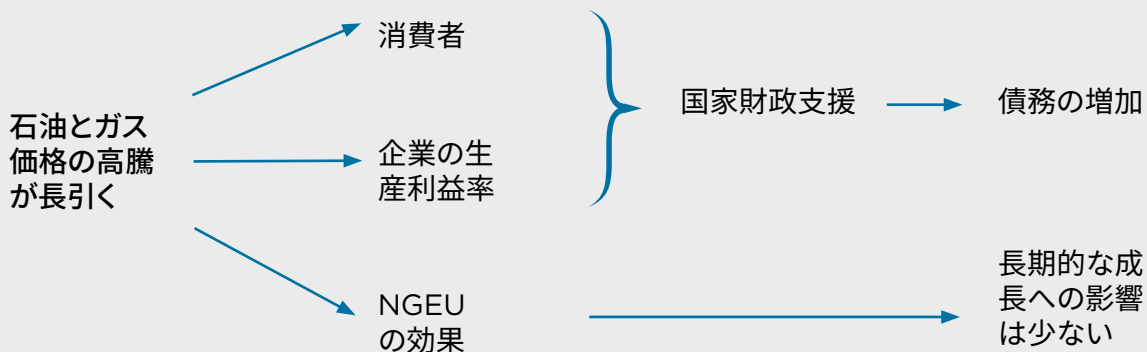 石油とガス
価格の高騰
が長引く
消費者
企業の生
産利益率
NGEU
の効果
国家財政支援
債務の増加
長期的な成
長への影響
は少ない